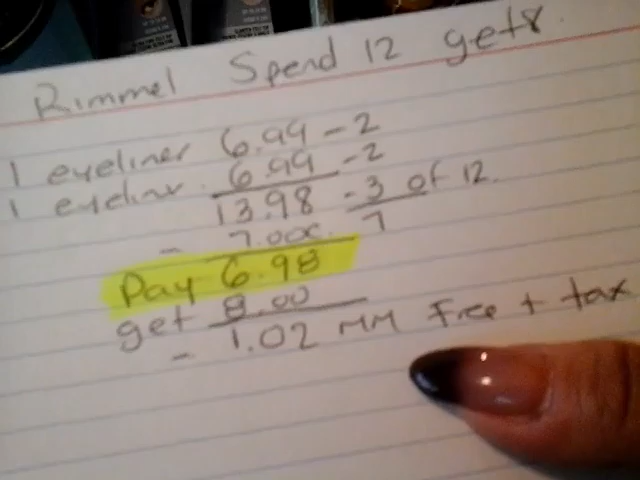 Rimmel Spend 12 get 8
1 eyeliner 6.99 - 2
1 eyeliner 6.99 - 2
13.98 - 3 of 12
- 7.00c 7
Pay 6.98
get 8.00
- 1.02 MM Free + tax